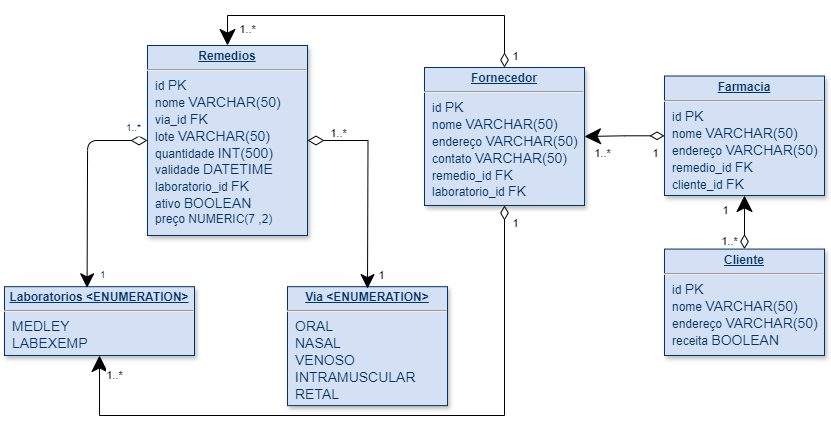 1..*
Remedios
id PK
nome VARCHAR(50)
via_id FK
lote VARCHAR(50)
quantidade INT(500)
validade DATETIME
laboratorio_id FK
ativo BOOLEAN
preço NUMERIC(7 ,2)
1
Fornecedor
id PK
nome VARCHAR(50)
endereço VARCHAR(50)
contato VARCHAR(50)
remedio_id FK
laboratorio_id FK
1
Farmacia
id PK
nome VARCHAR(50)
endereço VARCHAR(50)
remedio_id FK
cliente_id FK
1..*
1..*
1..*
1
1
1..*
Cliente
id PK
nome VARCHAR(50)
endereço VARCHAR(50)
receita BOOLEAN
1
1
Laboratorios <ENUMERATION>
MEDLEY
LABEXEMP
1..*
Via <ENUMERATION>
ORAL
NASAL
VENOSO
INTRAMUSCULAR
RETAL